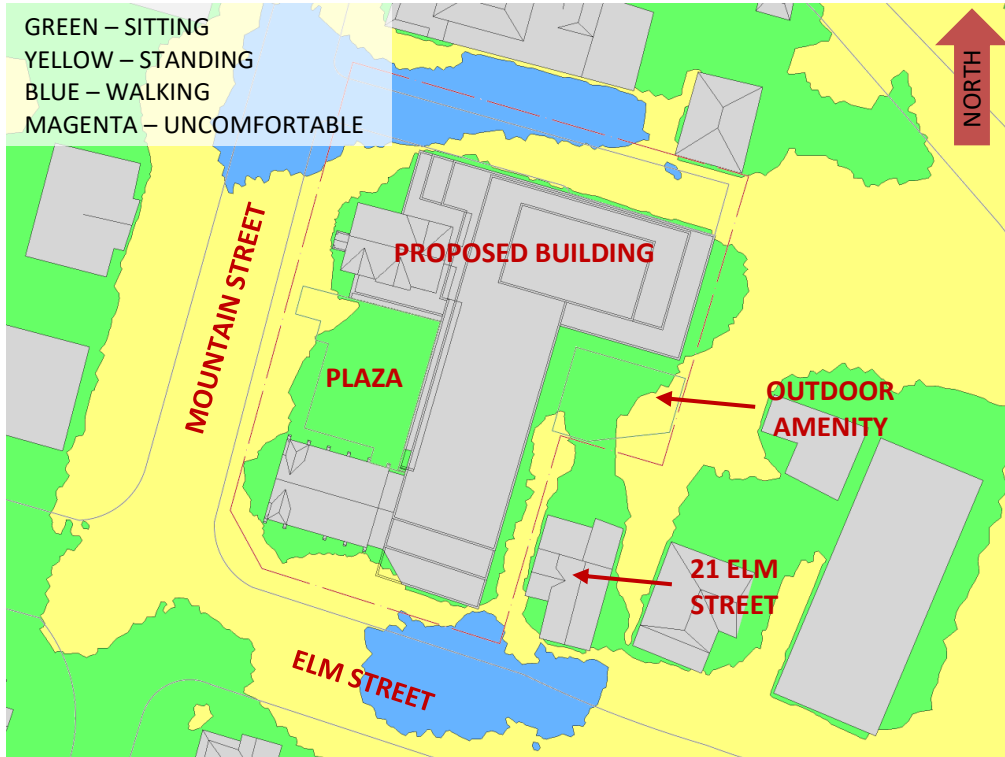 GREEN – SITTING
YELLOW – STANDING
BLUE – WALKING
MAGENTA – UNCOMFORTABLE
NORTH
MOUNTAIN STREET
PROPOSED BUILDING
PLAZA
OUTDOOR
AMENITY
21 ELM
STREET
ELM STREET